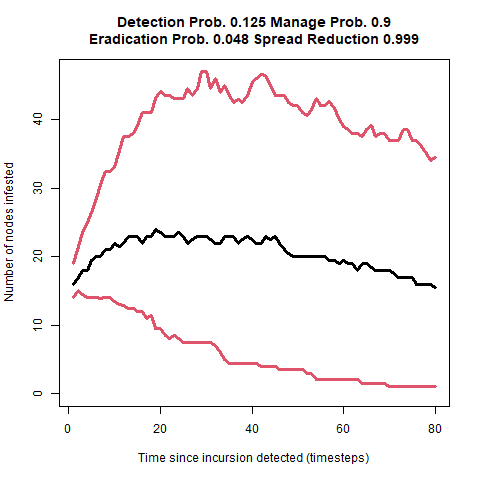 Detection Prob. 0.125 Manage Prob. 0.9
Eradication Prob. 0.048 Spread Reduction 0.999
Number of nodes infested
40
30
20
10
0
0 20 40 60 80
Time since incursion detected (timesteps)